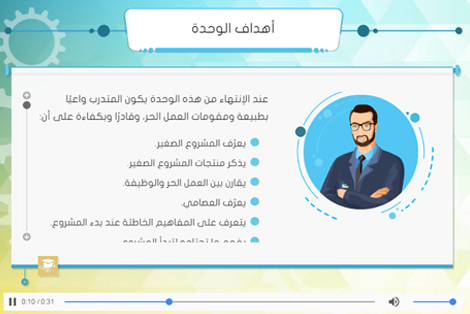 أهداف الوحدة
عند الإنتهاء من هذه الوحدة يكون المتدرب واعيًا
بطبيعة ومقومات العمل الحر، وقادرًا وبكفاءة على أن:
يعرّف المشروع الصغير.
يذكر منتجات المشروع الصغير.
يقارن بين العمل الحر والوظيفة.
يعرّف العصامي.
يتعرف على المفاهيم الخاطئة عند بدء المشروع.
0:10 / 0:31